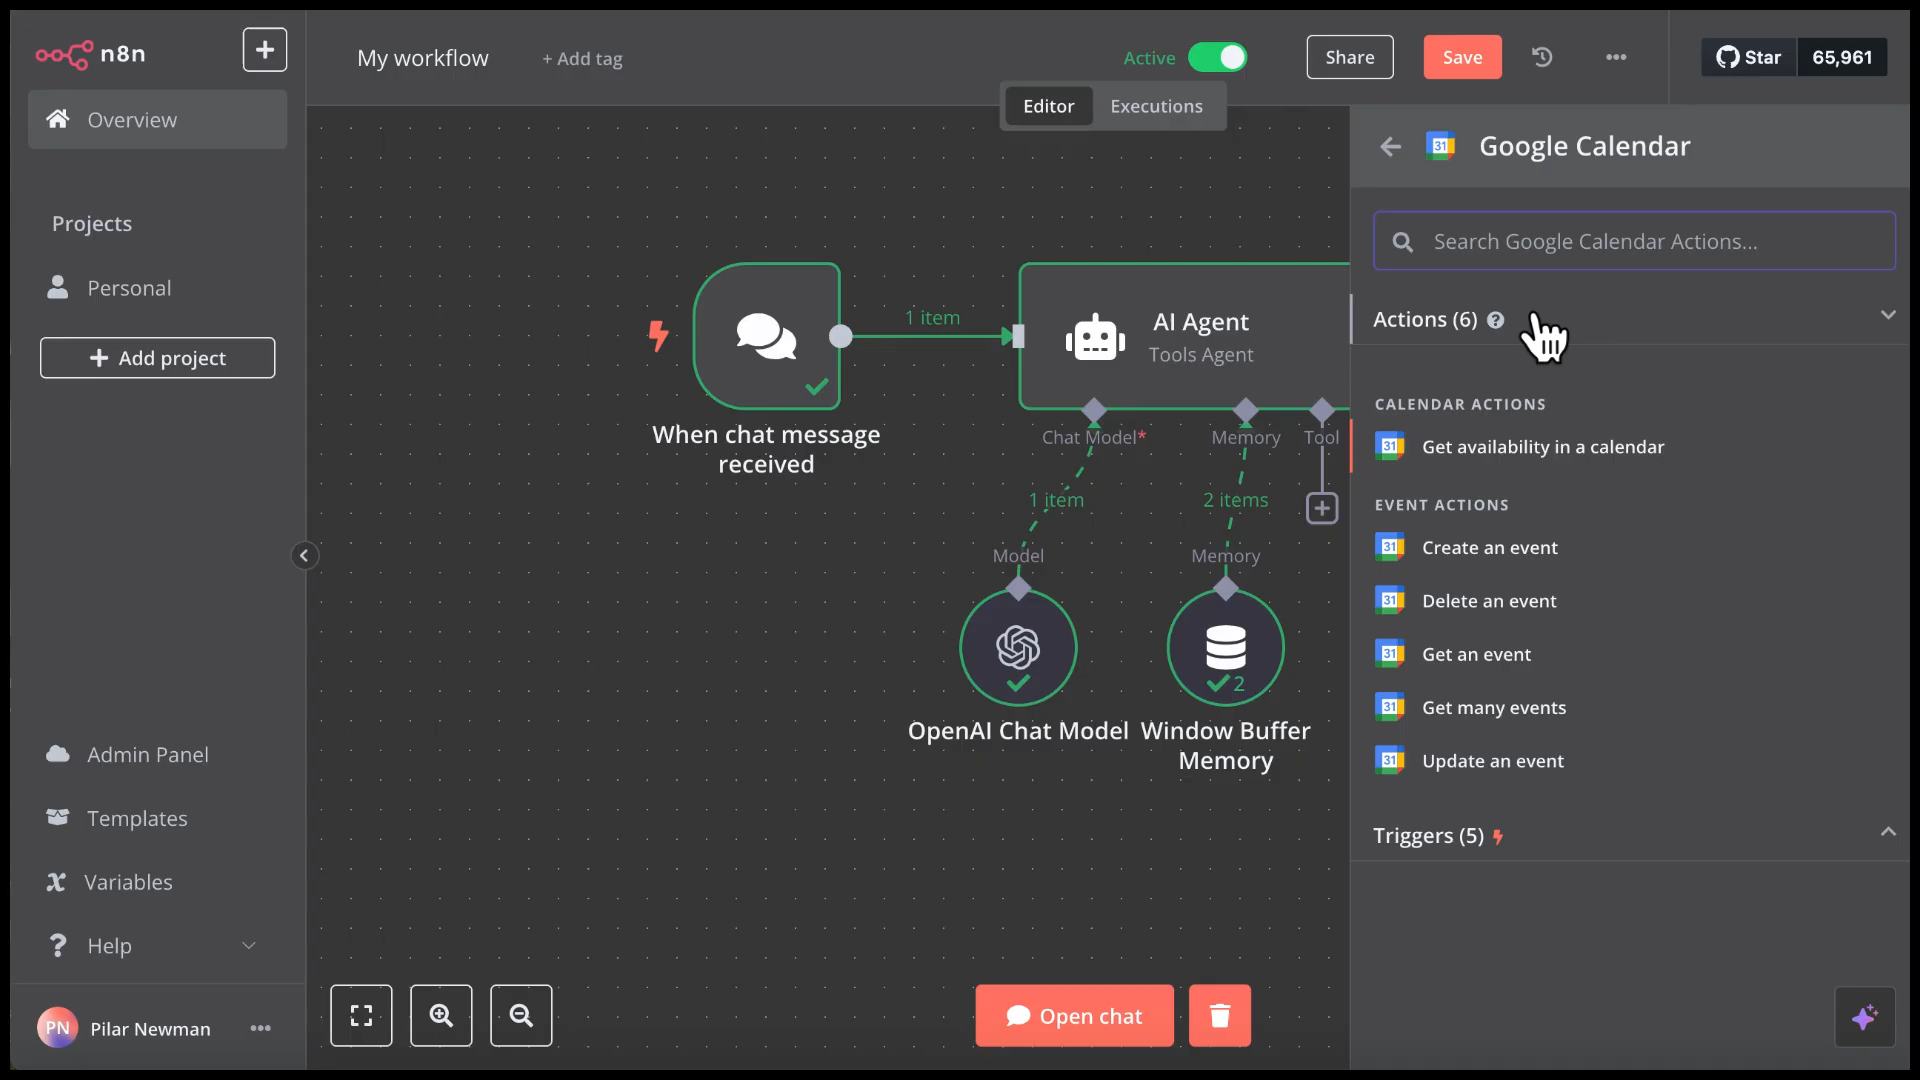 n8n
My workflow
+ Add tag
Active
Share
Save
Star
65,961
Editor
Executions
Overview
Projects
Personal
Add project
Admin Panel
Templates
Variables
Help
PN
Pilar Newman
1 item
AI Agent
Tools Agent
When chat message
received
Chat Model*
Memory
Tool
1 item
2 items
Model
Memory
2
OpenAI Chat Model
Window Buffer
Memory
Open chat
31
Google Calendar
Search Google Calendar Actions...
Actions (6)
CALENDAR ACTIONS
31
Get availability in a calendar
EVENT ACTIONS
31
Create an event
31
Delete an event
31
Get an event
31
Get many events
31
Update an event
Triggers (5)